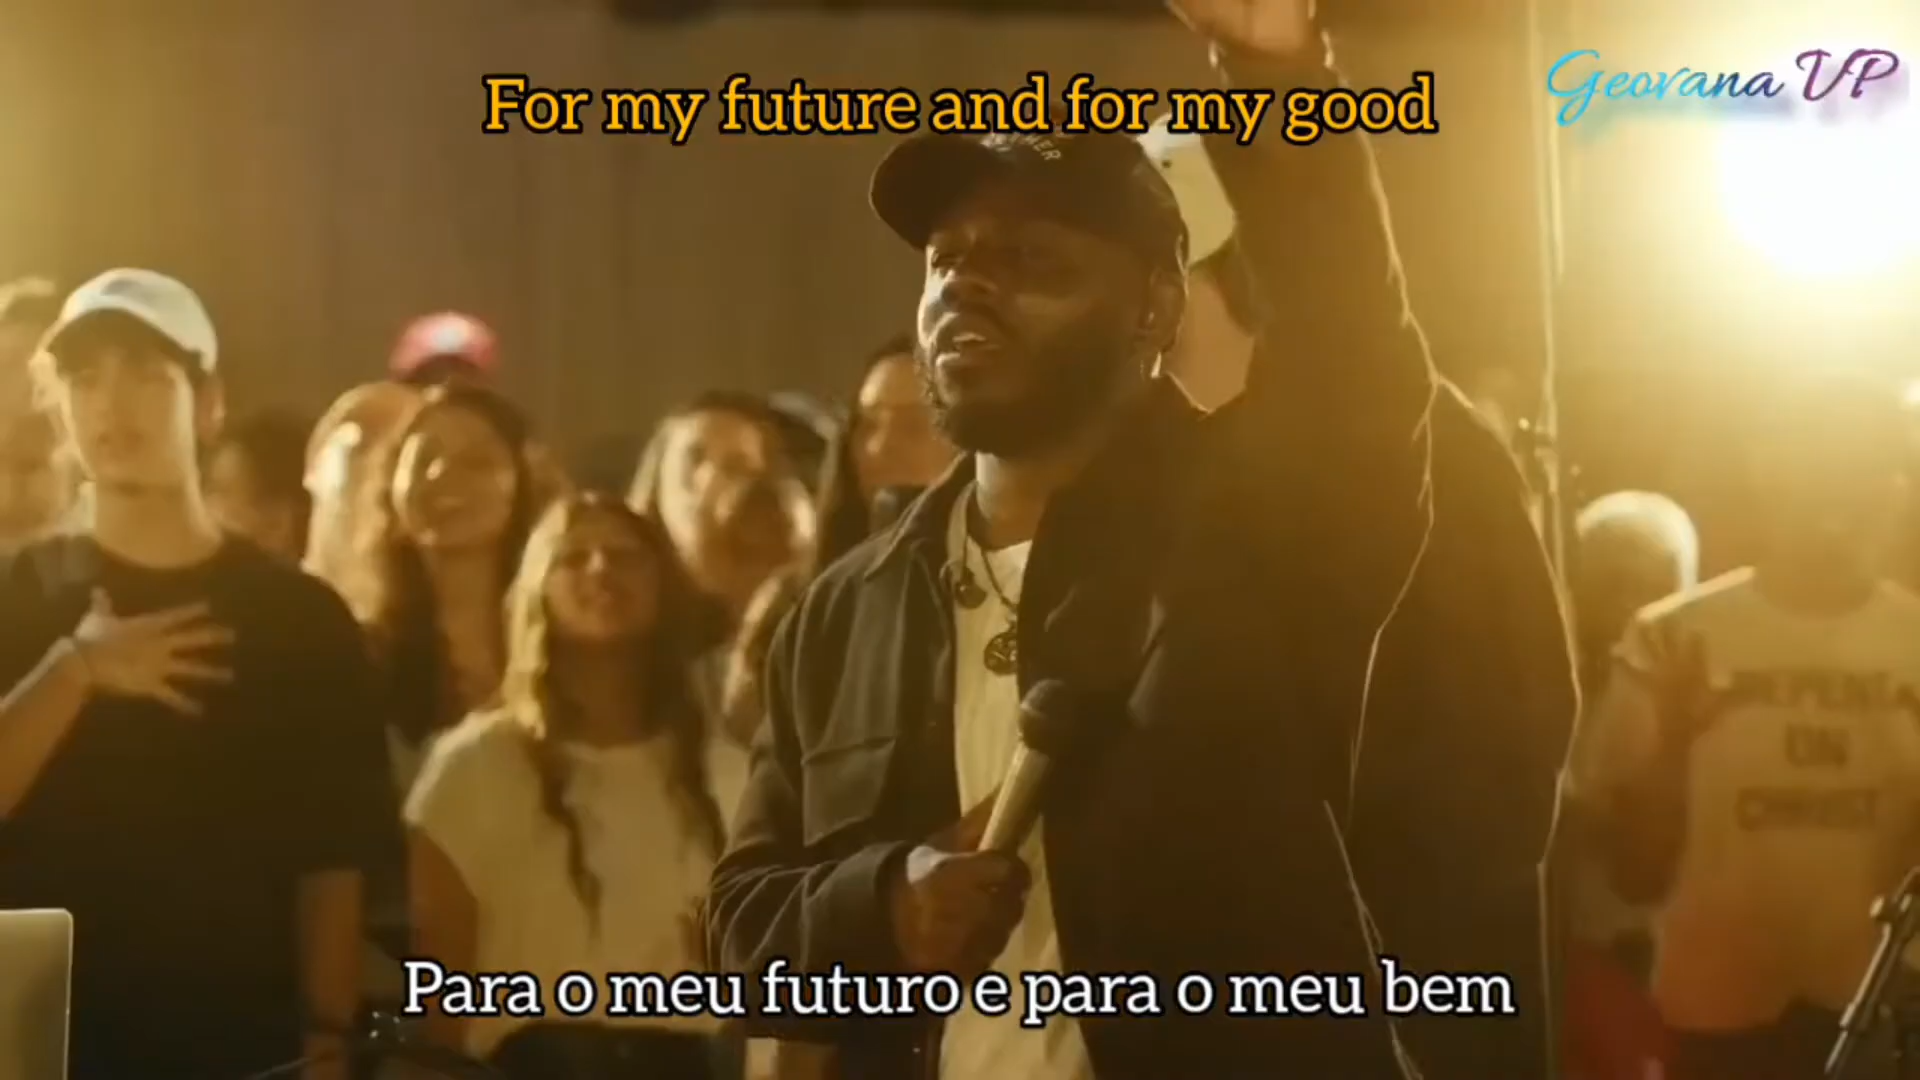 For my future and for my good
Geovana VP
Para o meu futuro e para o meu bem